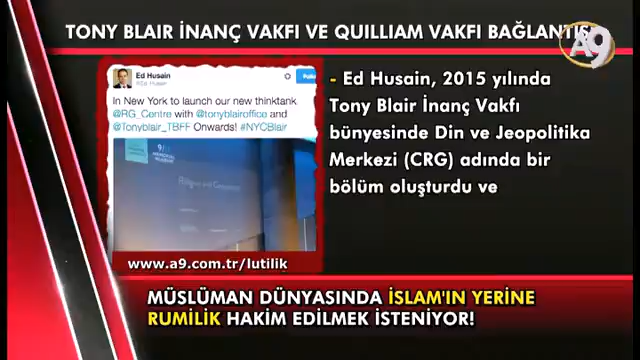 TONY BLAIR İNANÇ VAKFI VE QUILLIAM VAKFI BAĞLANTISI
A9
Ed Husain
@Ed_Husain
In New York to launch our new thinktank
@RG_Centre with @tonyblairoffice and
@Tonyblair_TBFF Onwards! #NYCBlair
www.a9.com.tr/lutilik
- Ed Husain, 2015 yılında
Tony Blair İnanç Vakfı
bünyesinde Din ve Jeopolitika
Merkezi (CRG) adında bir
bölüm oluşturdu ve
MÜSLÜMAN DÜNYASINDA İSLAM'IN YERİNE
RUMİLİK HAKİM EDİLMEK İSTENİYOR!